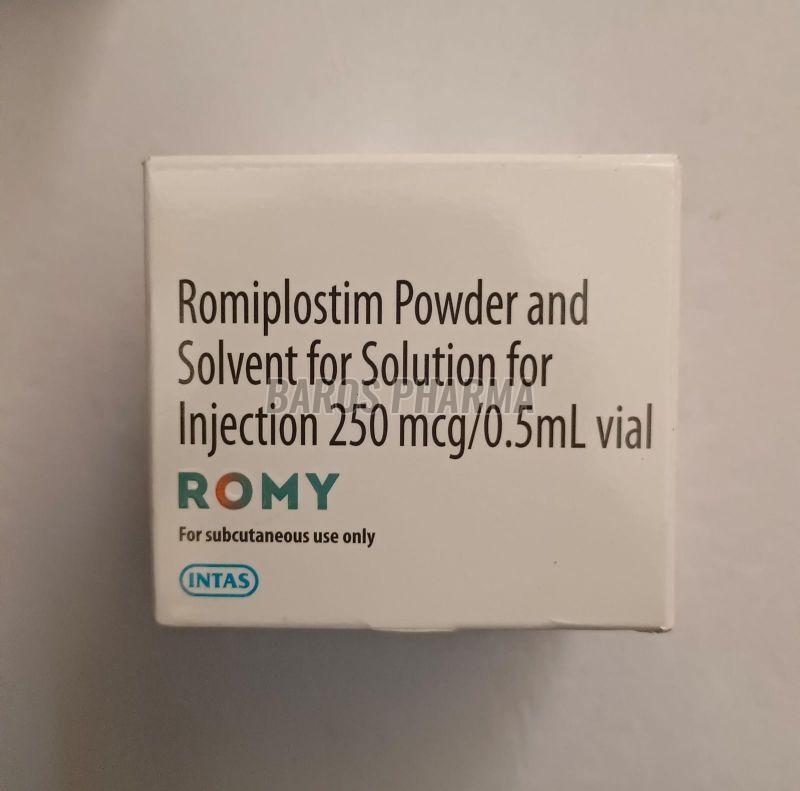 Romiplostim Powder and
Solvent for Solution for
BAROS PHARMA
Injection 250 mcg/0.5mL vial
ROMY
For subcutaneous use only
INTAS